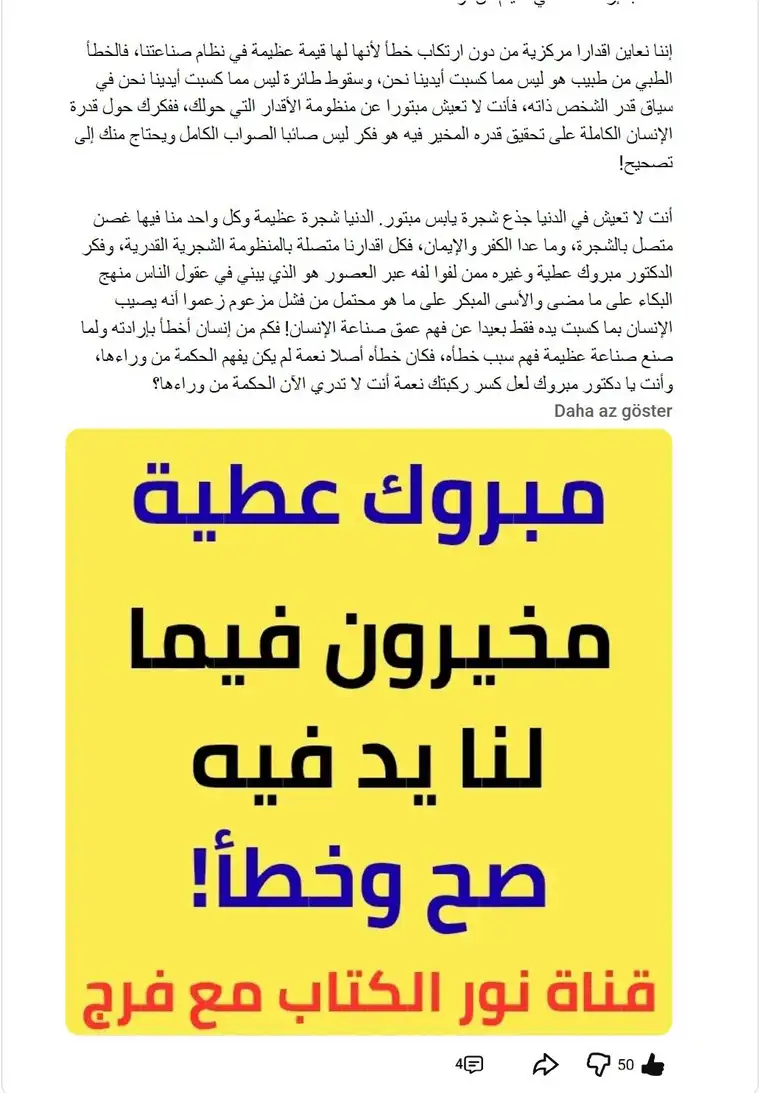 إننا نعاين اقدارا مركزية من دون ارتكاب خطأ لأنها لها قيمة عظيمة في نظام صناعتنا، فالخطأ
الطبي من طبيب هو ليس مما كسبت أيدينا نحن، وسقوط طائرة ليس مما كسبت أيدينا نحن في
سياق قدر الشخص ذاته، فأنت لا تعيش مبتورا عن منظومة الأقدار التي حولك، ففكرك حول قدرة
الإنسان الكاملة على تحقيق قدره المخير فيه هو فكر ليس صائبا الصواب الكامل ويحتاج منك إلى
تصحيح!
أنت لا تعيش في الدنيا جذع شجرة يابس مبتور. الدنيا شجرة عظيمة وكل واحد منا فيها غصن
متصل بالشجرة، وما عدا الكفر والإيمان، فكل اقدارنا متصلة بالمنظومة الشجرية القدرية، وفكر
الدكتور مبروك عطية وغيره ممن لفوا لفه عبر العصور هو الذي يبني في عقول الناس منهج
البكاء على ما مضى والأسى المبكر على ما هو محتمل من فشل مزعوم زعموا أنه يصيب
الإنسان بما كسبت يده فقط بعيدا عن فهم عمق صناعة الإنسان! فكم من إنسان أخطأ بإرادته ولما
صنع صناعة عظيمة فهم سبب خطأه، فكان خطأه أصلا نعمة لم يكن يفهم الحكمة من وراءها،
وأنت يا دكتور مبروك لعل كسر ركبتك نعمة أنت لا تدري الآن الحكمة من وراءها؟
Daha az göster
مبروك عطية
مخيرون فيما
لنا يد فيه
صح وخطأ!
قناة نور الكتاب مع فرج
50
4